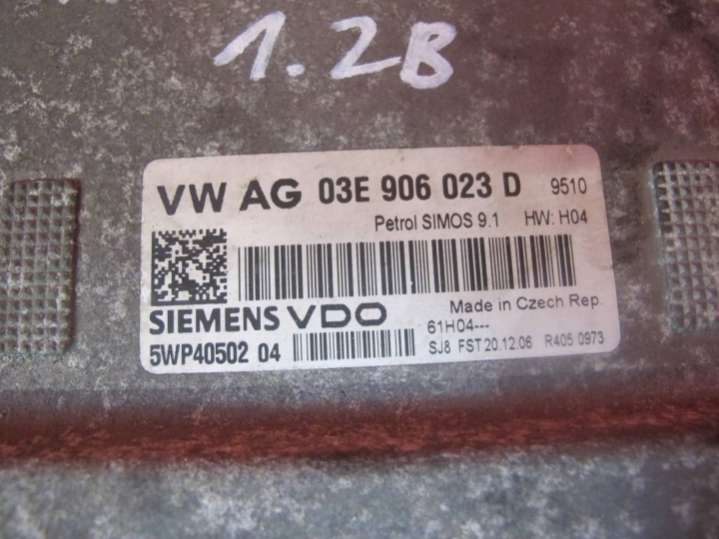 1.2B
VW AG 03E 906 023 D 9510
Petrol SIMOS 9.1 HW: H04
SIEMENS VDO Made in Czech Rep.
61H04---
5WP40502 04 SJ8 FST 20.12.06 R405 0973